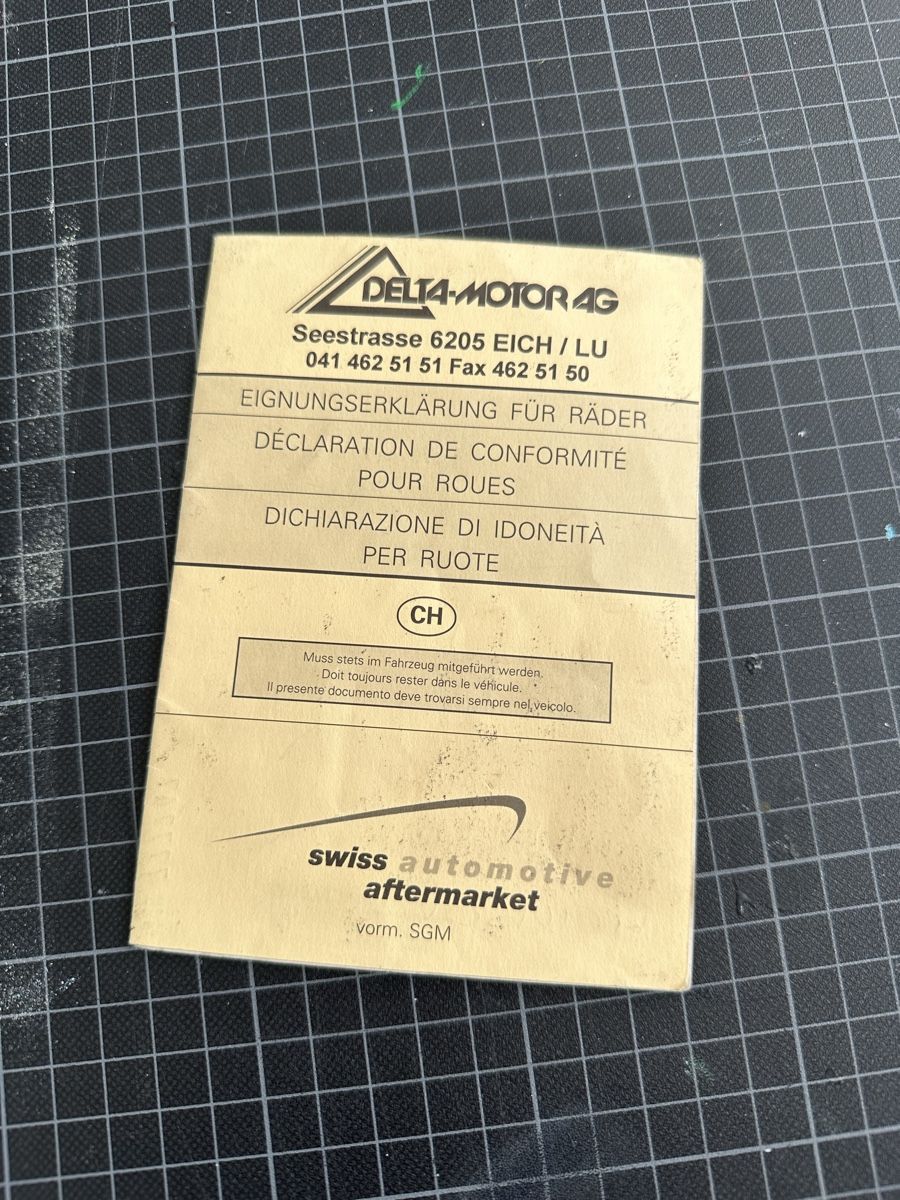 DELTA-MOTOR AG
Seestrasse 6205 EICH / LU
041 462 51 51 Fax 462 51 50
EIGNUNGSERKLÄRUNG FÜR RÄDER
DÉCLARATION DE CONFORMITÉ
POUR ROUES
DICHIARAZIONE DI IDONEITÀ
PER RUOTE
CH
Muss stets im Fahrzeug mitgeführt werden.
Doit toujours rester dans le véhicule.
Il presente documento deve trovarsi sempre nel veicolo.
swiss automotive
aftermarket
vorm. SGM